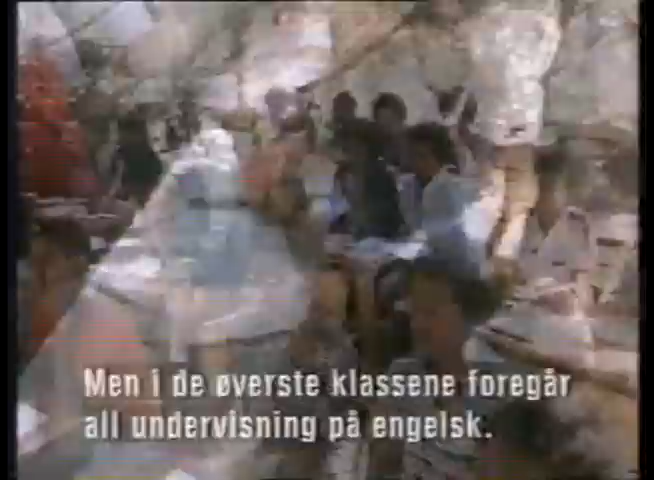 Men i de øverste klassene foregår
all undervisning på engelsk.